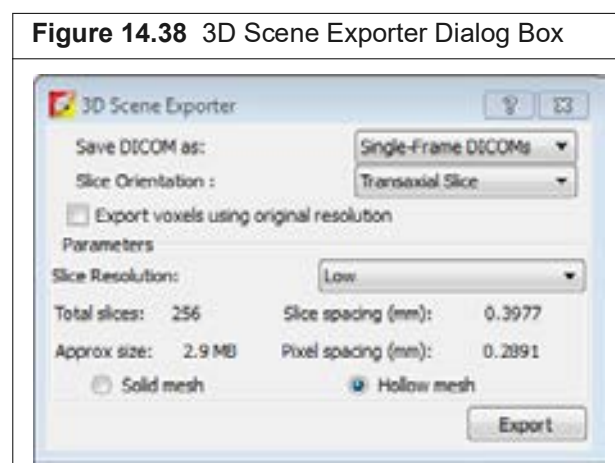 Figure 14.38 3D Scene Exporter Dialog Box
3D Scene Exporter
Save DICOM as: Single-Frame DICOMs
Slice Orientation : Transaxial Slice
Export voxels using original resolution
Parameters
Slice Resolution: Low
Total slices: 256 Slice spacing (mm): 0.3977
Approx size: 2.9 MB Pixel spacing (mm): 0.2891
Solid mesh Hollow mesh
Export